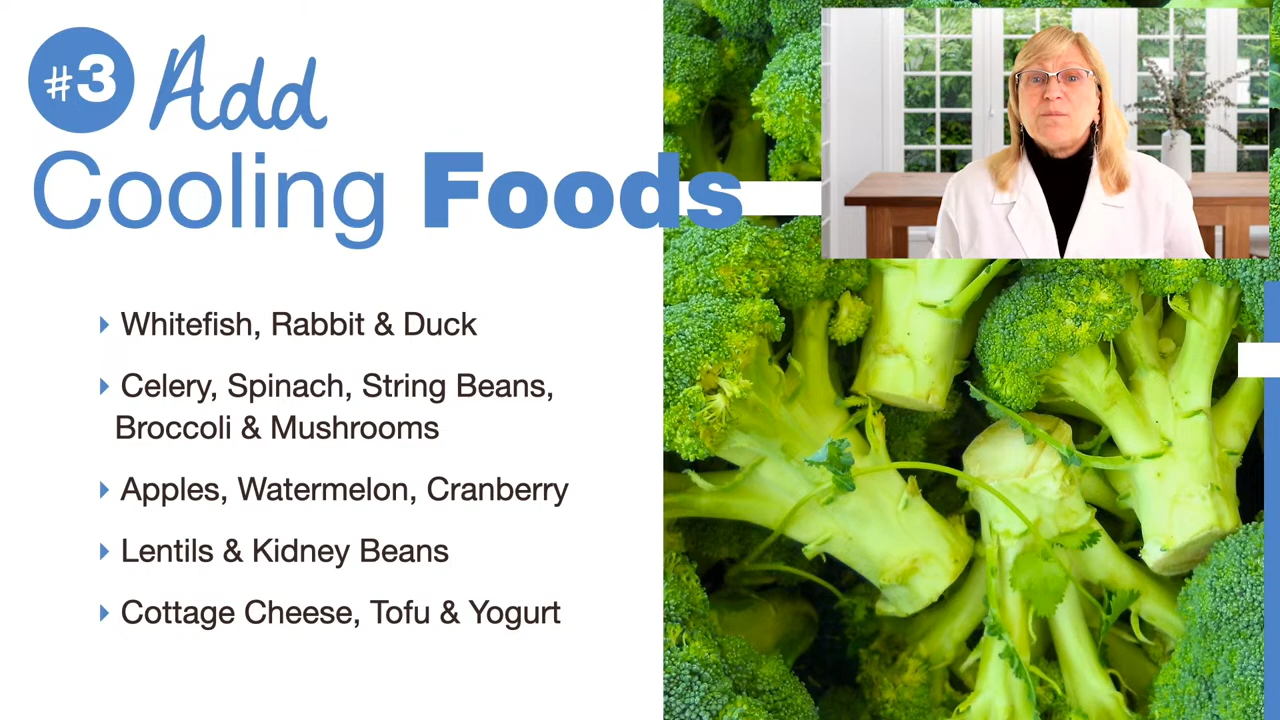 #3 Add
Cooling Foods
Whitefish, Rabbit & Duck
Celery, Spinach, String Beans,
Broccoli & Mushrooms
Apples, Watermelon, Cranberry
Lentils & Kidney Beans
Cottage Cheese, Tofu & Yogurt